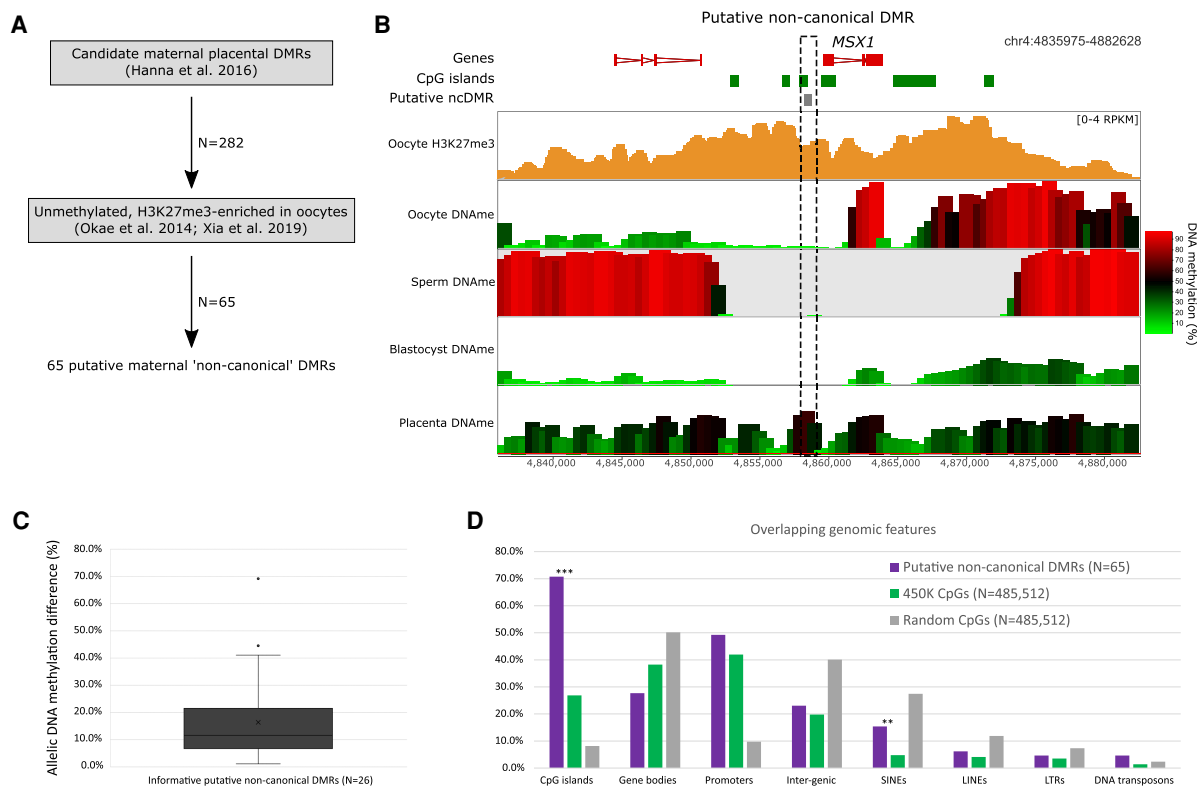 A
Candidate maternal placental DMRs
(Hanna et al. 2016)
N=282
Unmethylated, H3K27me3-enriched in oocytes
(Okae et al. 2014; Xia et al. 2019)
N=65
65 putative maternal 'non-canonical' DMRs
B
Putative non-canonical DMR
MSX1
chr4:4835975-4882628
Genes
CpG islands
Putative ncDMR
[0-4 RPKM]
Oocyte H3K27me3
Oocyte DNAme
Sperm DNAme
Blastocyst DNAme
Placenta DNAme
4,840,000 4,845,000 4,850,000 4,855,000 4,860,000 4,865,000 4,870,000 4,875,000 4,880,000
90
80
70
60
50
40
30
20
10
DNA methylation (%)
C
Allelic DNA methylation difference (%)
80.0%
70.0%
60.0%
50.0%
40.0%
30.0%
20.0%
10.0%
0.0%
Informative putative non-canonical DMRs (N=26)
D
Overlapping genomic features
80.0%
70.0%
60.0%
50.0%
40.0%
30.0%
20.0%
10.0%
0.0%
***
**
Putative non-canonical DMRs (N=65)
450K CpGs (N=485,512)
Random CpGs (N=485,512)
CpG islands Gene bodies Promoters Inter-genic SINEs LINEs LTRs DNA transposons